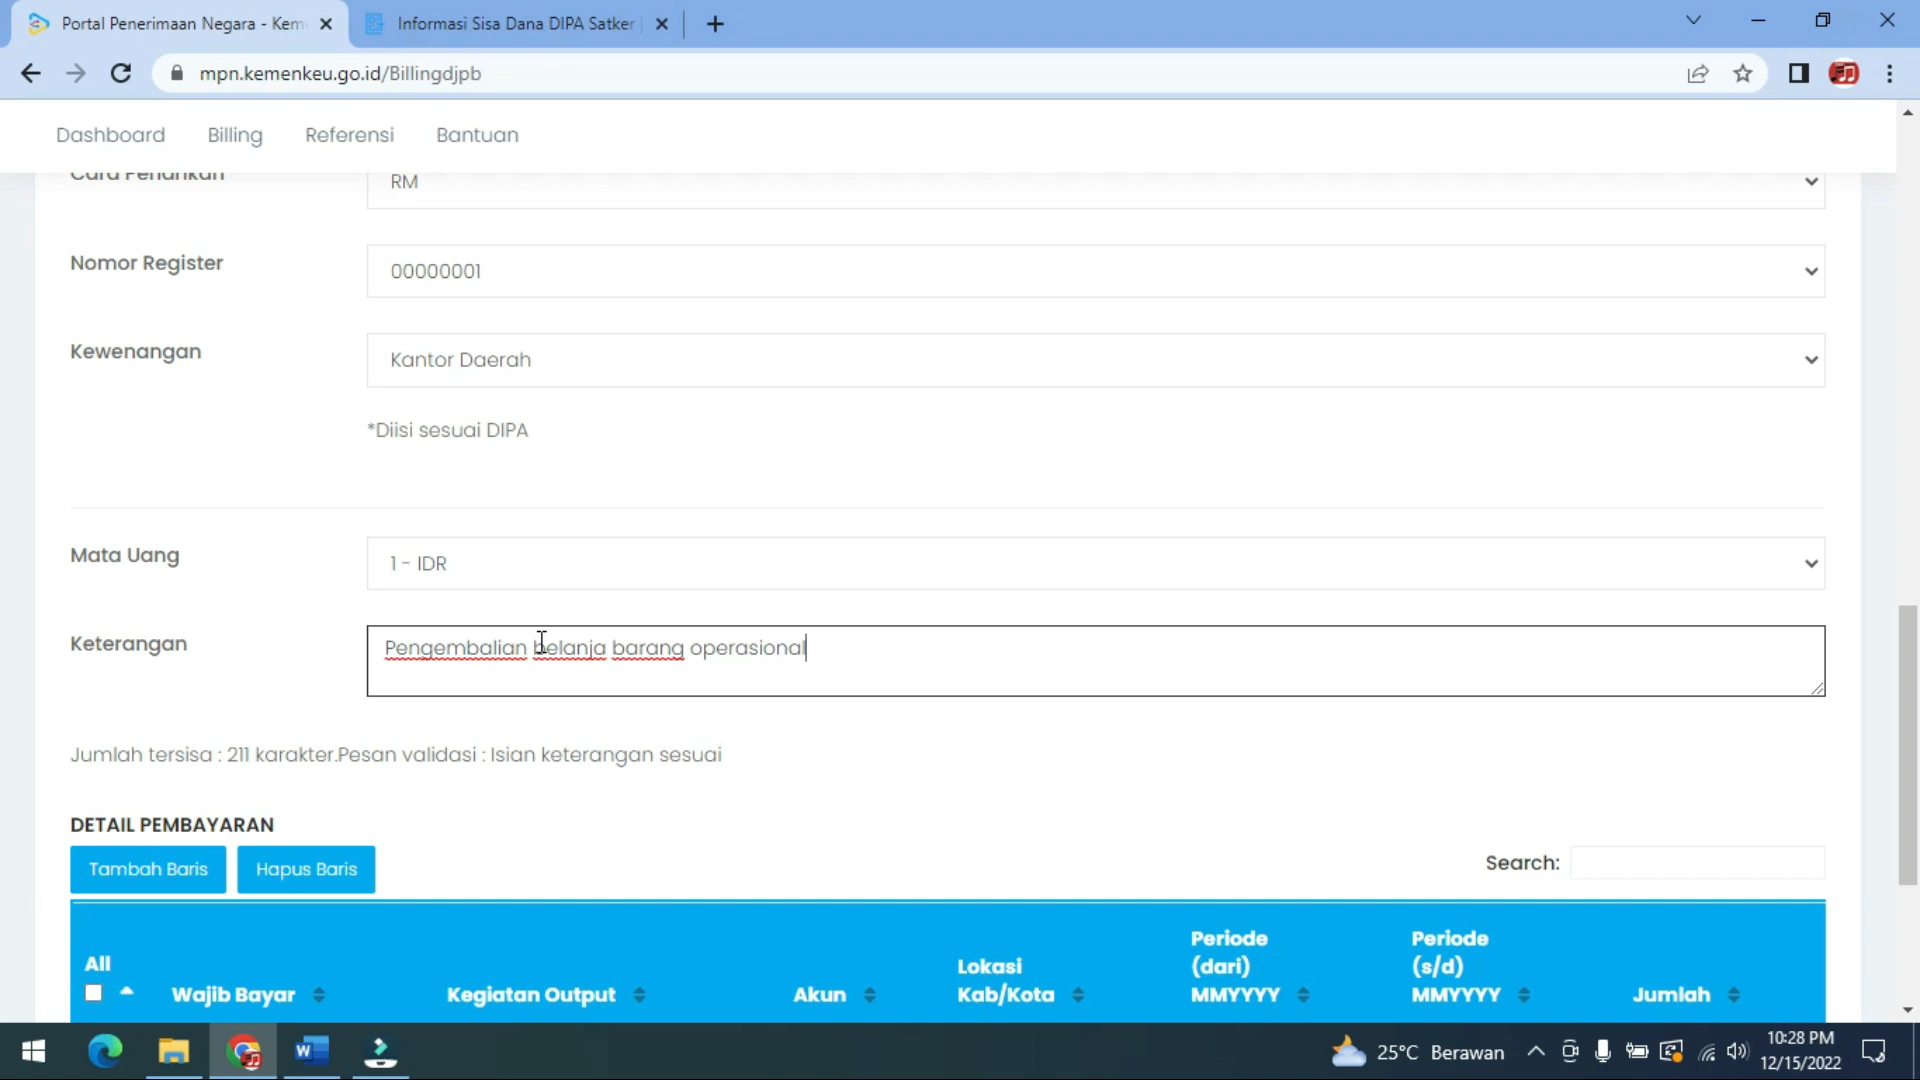 Portal Penerimaan Negara - Kem
Informasi Sisa Dana DIPA Satker
mpn.kemenkeu.go.id/Billingdjpb
Dashboard
Billing
Referensi
Bantuan
Cara Penarikan
RM
Nomor Register
00000001
Kewenangan
Kantor Daerah
*Diisi sesuai DIPA
Mata Uang
1 - IDR
Keterangan
Pengembalian belanja barang operasional
Jumlah tersisa : 211 karakter.Pesan validasi : Isian keterangan sesuai
DETAIL PEMBAYARAN
Tambah Baris
Hapus Baris
Search:
All
Wajib Bayar
Kegiatan Output
Akun
Lokasi
Kab/Kota
Periode
(dari)
MMYYYY
Periode
(s/d)
MMYYYY
Jumlah
25°C Berawan
10:28 PM
12/15/2022